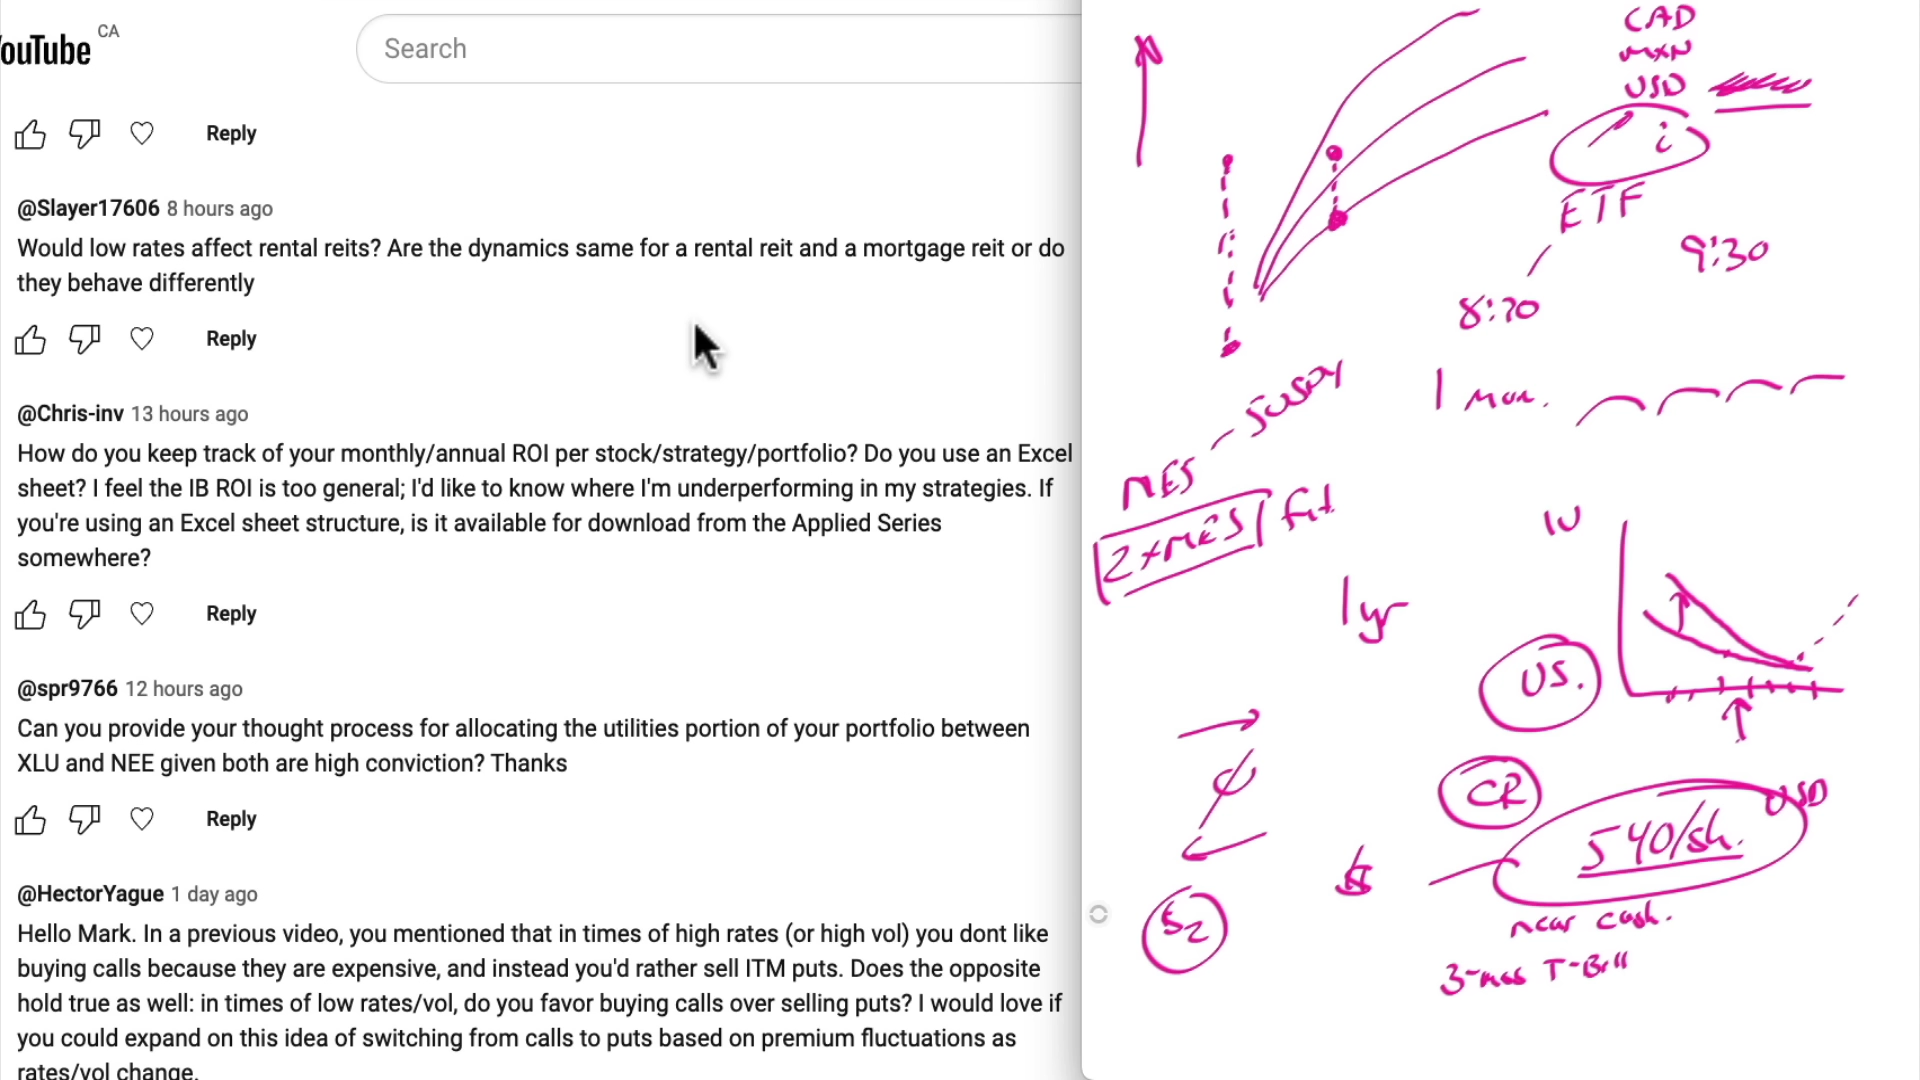 ouTube CA
Search
Reply
@Slayer17606 8 hours ago
Would low rates affect rental reits? Are the dynamics same for a rental reit and a mortgage reit or do
they behave differently
Reply
@Chris-inv 13 hours ago
How do you keep track of your monthly/annual ROI per stock/strategy/portfolio? Do you use an Excel
sheet? I feel the IB ROI is too general; I'd like to know where I'm underperforming in my strategies. If
you're using an Excel sheet structure, is it available for download from the Applied Series
somewhere?
Reply
@spr9766 12 hours ago
Can you provide your thought process for allocating the utilities portion of your portfolio between
XLU and NEE given both are high conviction? Thanks
Reply
@HectorYague 1 day ago
Hello Mark. In a previous video, you mentioned that in times of high rates (or high vol) you dont like
buying calls because they are expensive, and instead you'd rather sell ITM puts. Does the opposite
hold true as well: in times of low rates/vol, do you favor buying calls over selling puts? I would love if
you could expand on this idea of switching from calls to puts based on premium fluctuations as
rates/vol change.
CAD
MXN
USD
i
ETF
9:30
1 mon.
MES
2xMES fut
IV
1yr
US.
CR
USD
540/sh.
$
near cash.
T-Bill